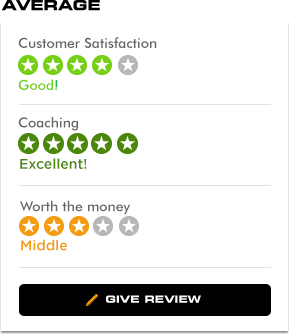 AVERAGE
Customer Satisfaction
Good!
Coaching
Excellent!
Worth the money
Middle
GIVE REVIEW